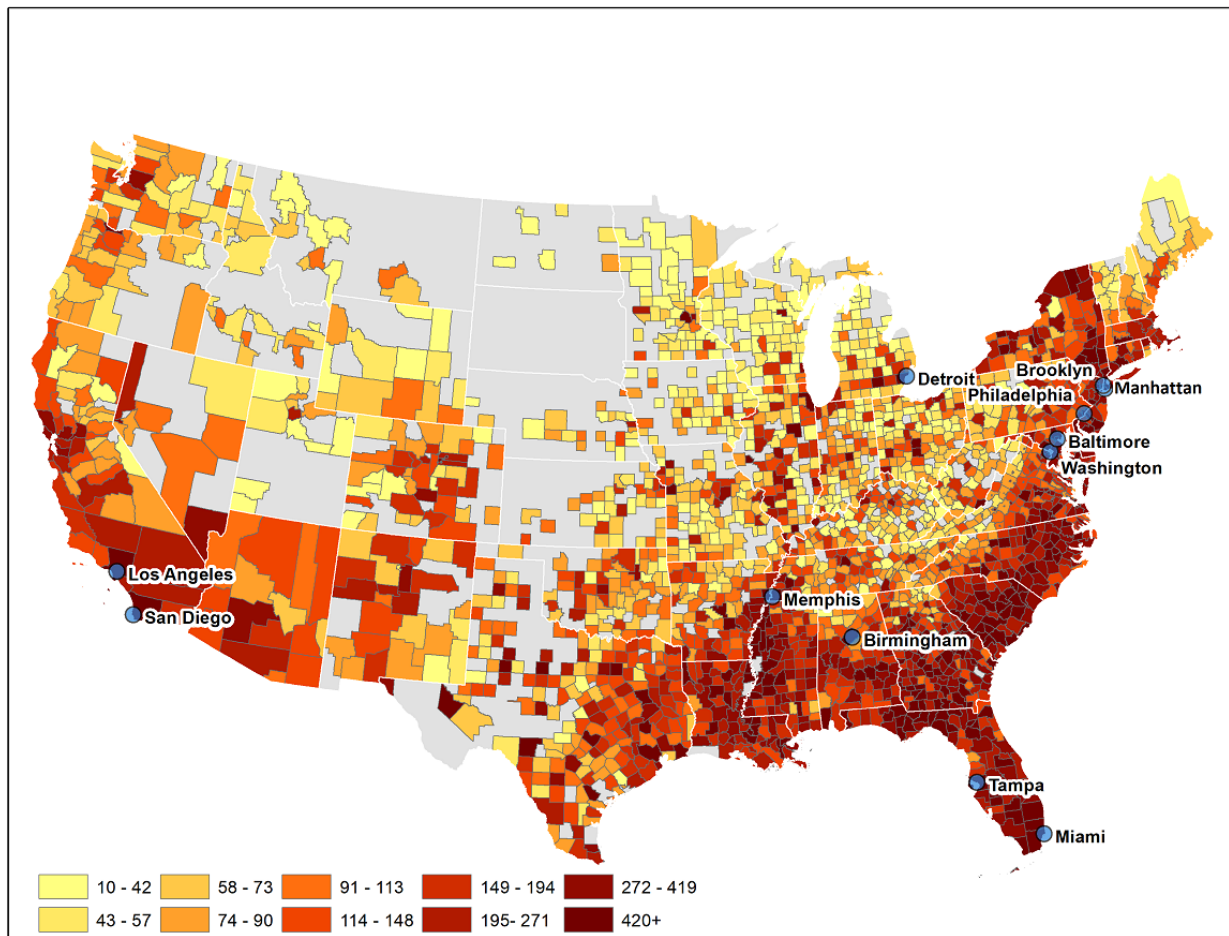 Detroit
Brooklyn
Manhattan
Philadelphia
Baltimore
Washington
Los Angeles
San Diego
Memphis
Birmingham
Tampa
Miami
10 - 42 58 - 73 91 - 113 149 - 194 272 - 419
43 - 57 74 - 90 114 - 148 195- 271 420+